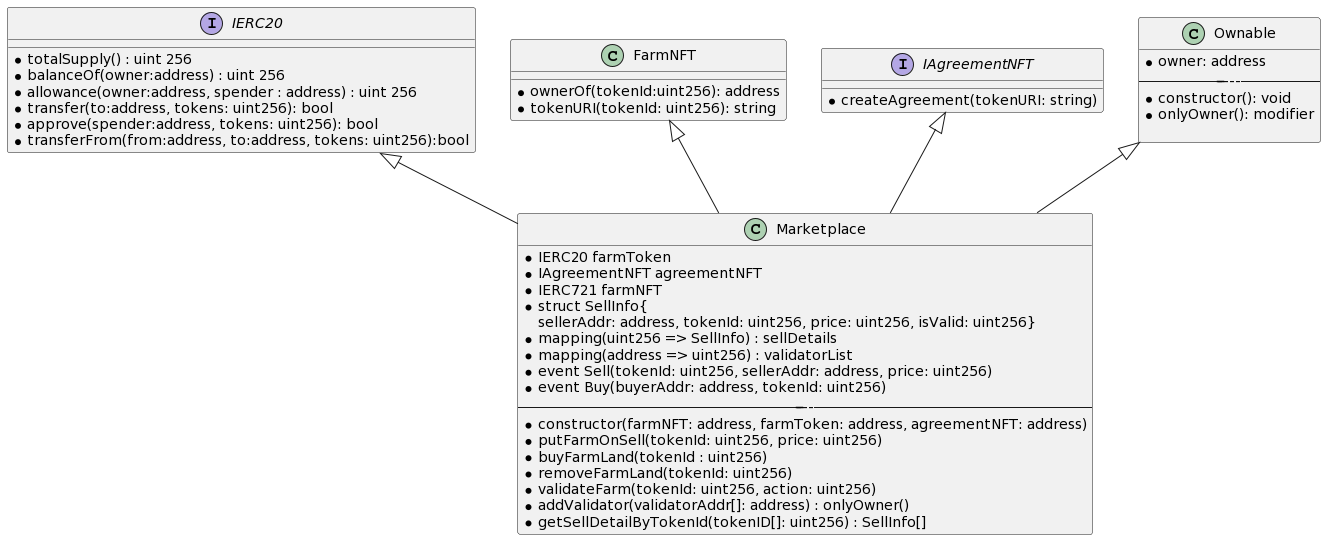 I IERC20
totalSupply() : uint 256
balanceOf(owner:address) : uint 256
allowance(owner:address, spender : address) : uint 256
transfer(to:address, tokens: uint256): bool
approve(spender:address, tokens: uint256): bool
transferFrom(from:address, to:address, tokens: uint256):bool
C FarmNFT
ownerOf(tokenId:uint256): address
tokenURI(tokenId: uint256): string
I IAgreementNFT
createAgreement(tokenURI: string)
C Ownable
owner: address
constructor(): void
onlyOwner(): modifier
C Marketplace
IERC20 farmToken
IAgreementNFT agreementNFT
IERC721 farmNFT
struct SellInfo{
sellerAddr: address, tokenId: uint256, price: uint256, isValid: uint256}
mapping(uint256 => SellInfo) : sellDetails
mapping(address => uint256) : validatorList
event Sell(tokenId: uint256, sellerAddr: address, price: uint256)
event Buy(buyerAddr: address, tokenId: uint256)
constructor(farmNFT: address, farmToken: address, agreementNFT: address)
putFarmOnSell(tokenId: uint256, price: uint256)
buyFarmLand(tokenId : uint256)
removeFarmLand(tokenId: uint256)
validateFarm(tokenId: uint256, action: uint256)
addValidator(validatorAddr[]: address) : onlyOwner()
getSellDetailByTokenId(tokenID[]: uint256) : SellInfo[]